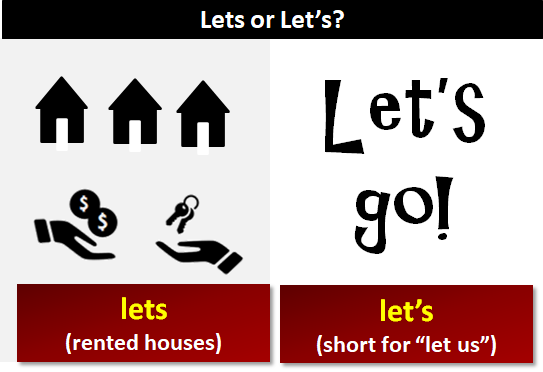 Lets or Let's?
$
$
Let's
go!
lets
(rented houses)
let's
(short for “let us”)